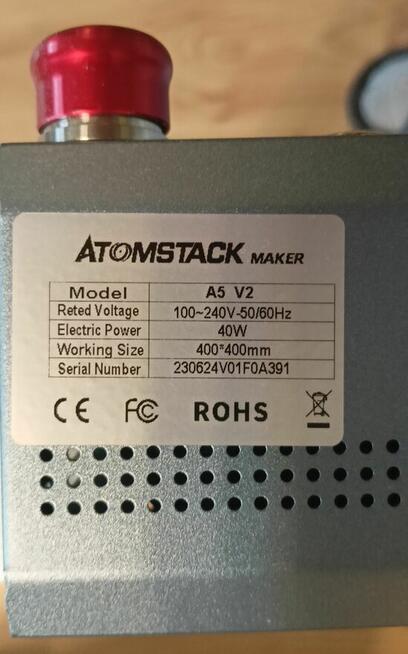 ATOMSTACK MAKER
Model A5 V2
Reted Voltage 100~240V-50/60Hz
Electric Power 40W
Working Size 400*400mm
Serial Number 230624V01F0A391
CE FC ROHS